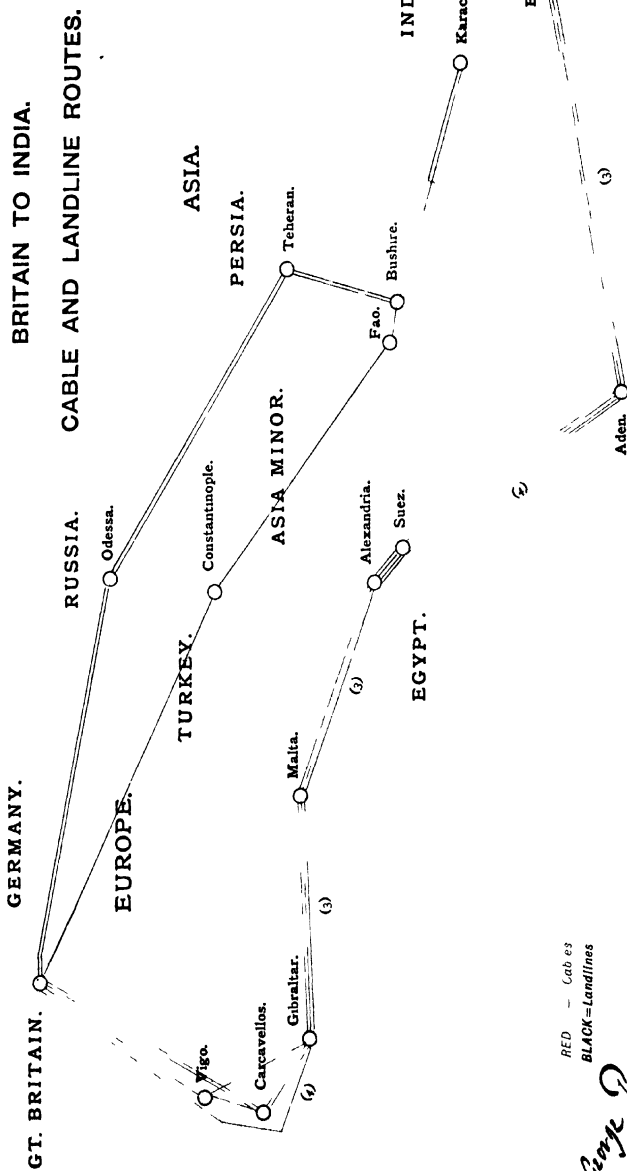 BRITAIN TO INDIA.
CABLE AND LANDLINE ROUTES.
GT. BRITAIN.
GERMANY.
RUSSIA.
Odessa.
ASIA.
PERSIA.
Teheran.
EUROPE.
TURKEY.
Constantinople.
ASIA MINOR.
Fao.
Bushire.
IND
Karac
Vigo.
Carcavellos.
Gibraltar.
(4)
(3)
Malta.
(3)
Alexandria.
Suez.
EGYPT.
Aden.
(3)
RED - Cables
BLACK=Landlines